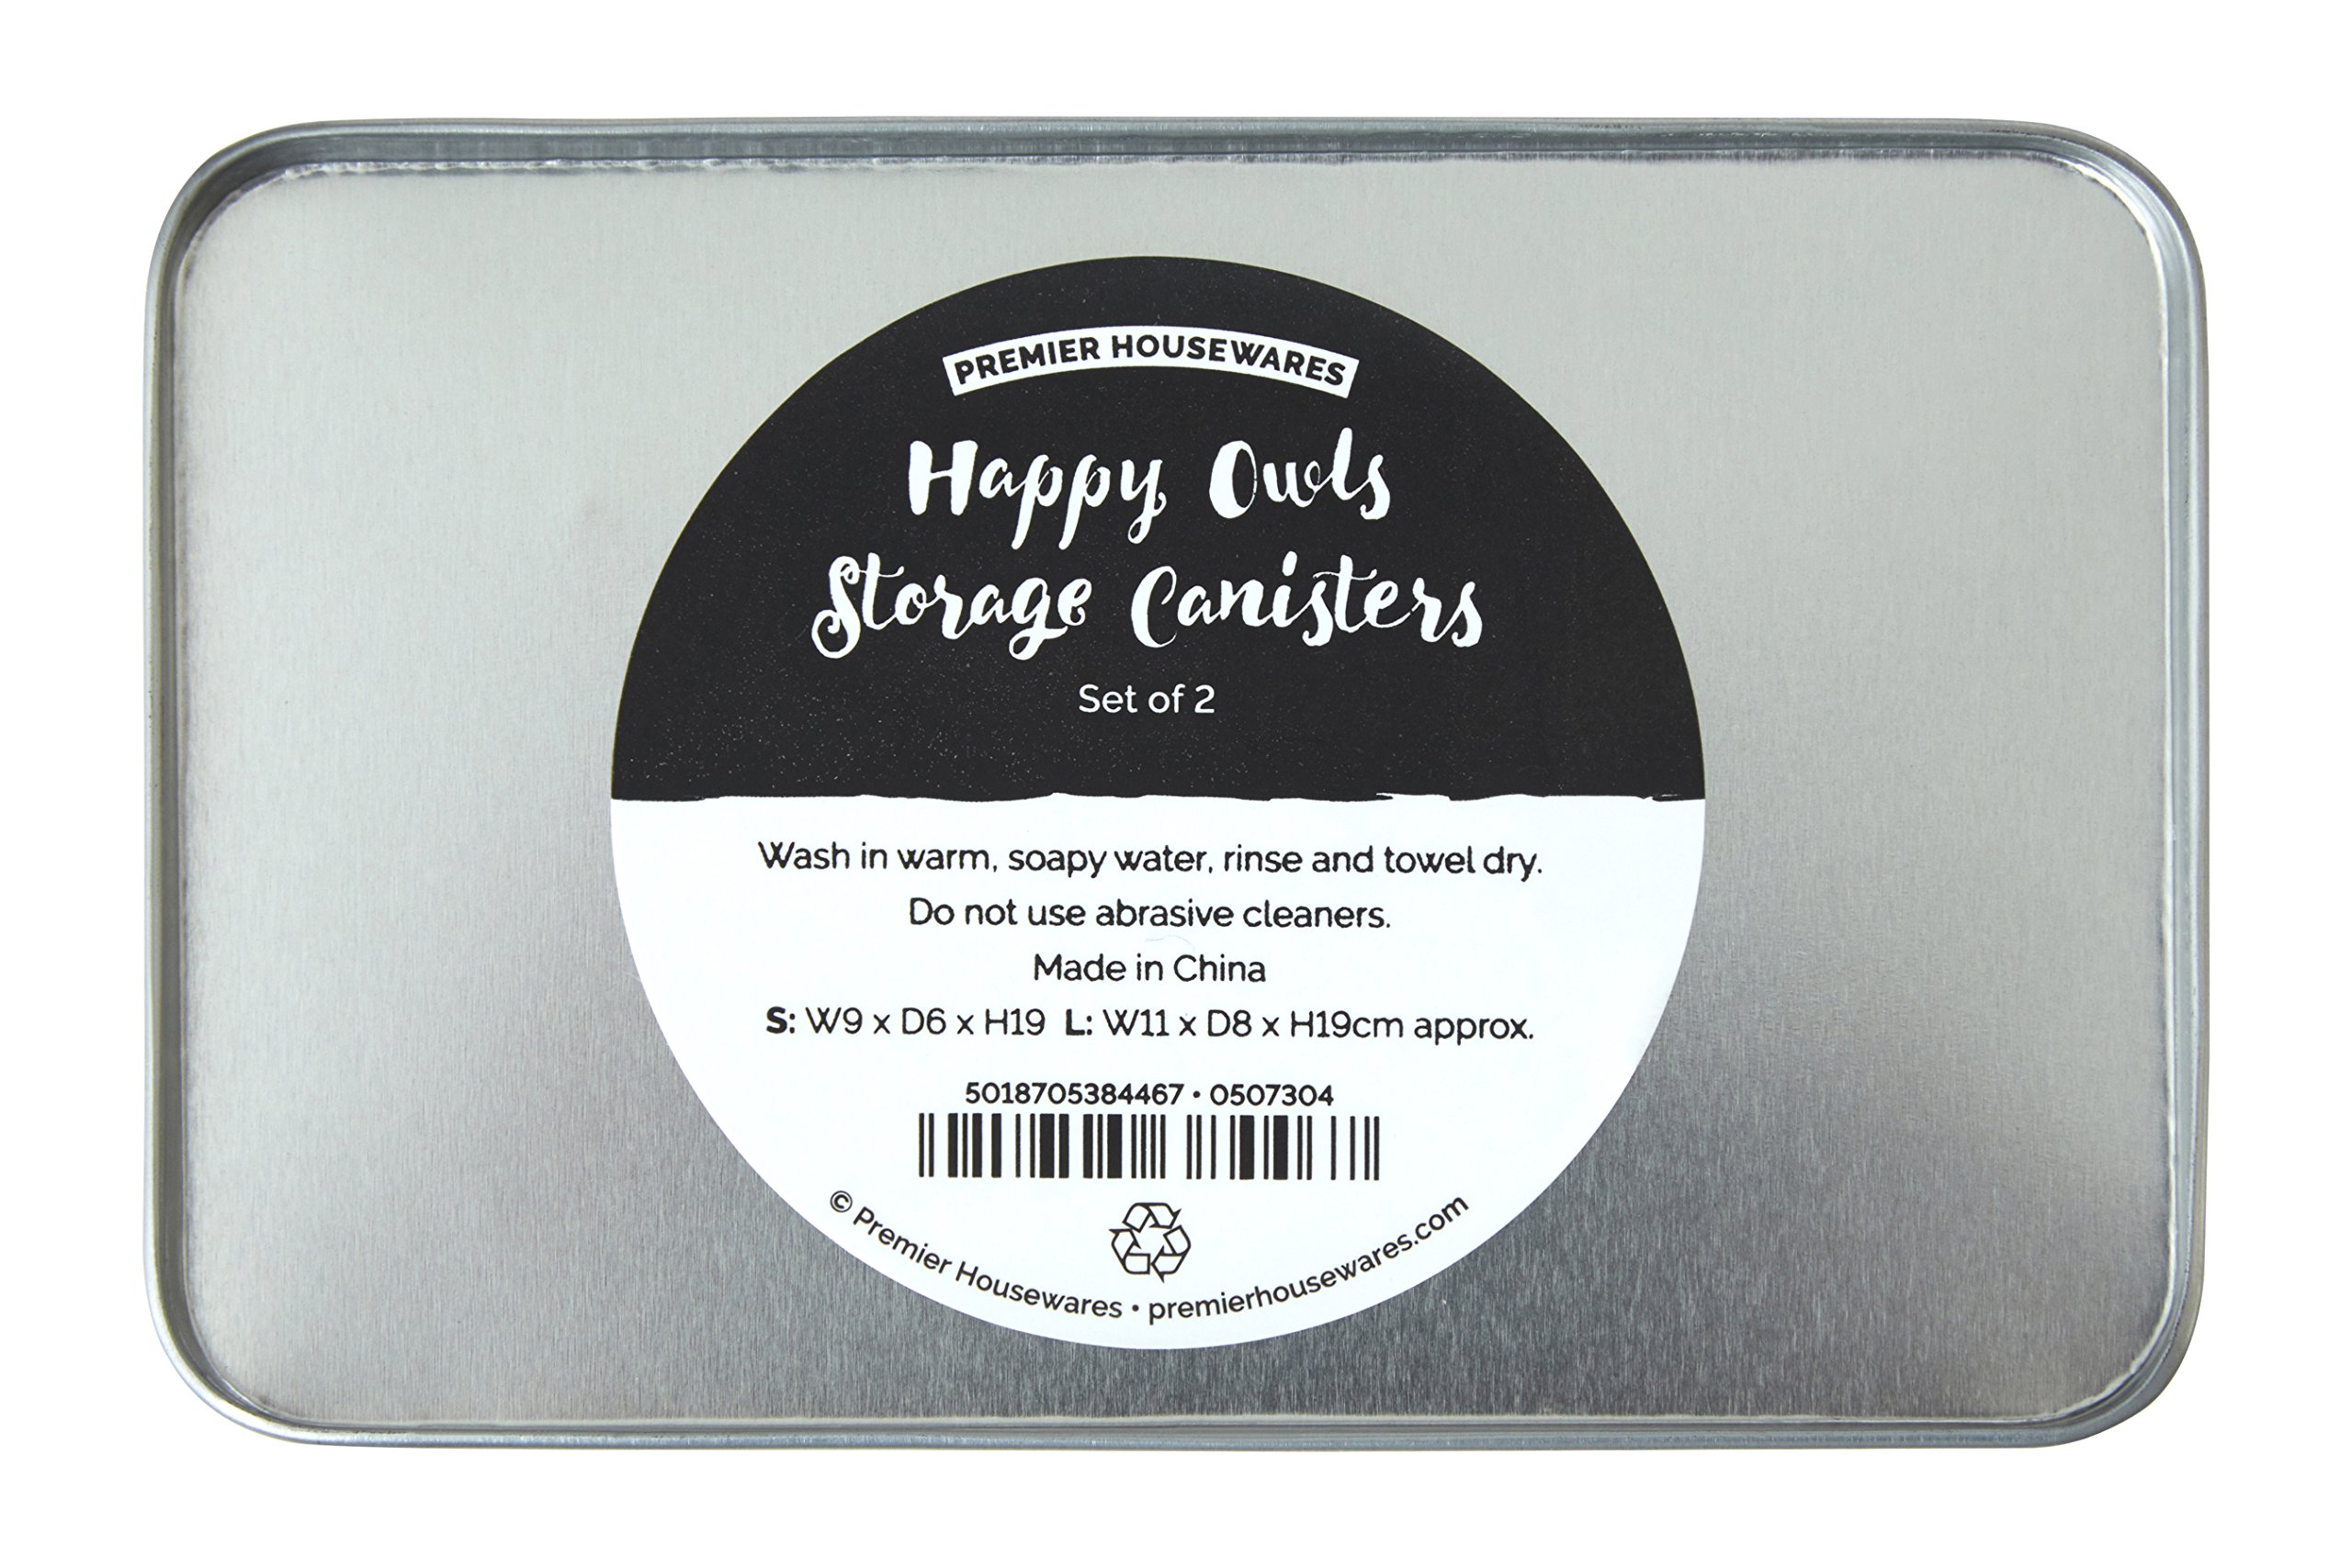 PREMIER HOUSEWARES
Happy Owls
Storage Canisters
Set of 2
Wash in warm, soapy water, rinse and towel dry.
Do not use abrasive cleaners.
Made in China
S: W9 x D6 x H19 L: W11 x D8 x H19cm approx.
5018705384467 • 0507304
© Premier Housewares • premierhousewares.com